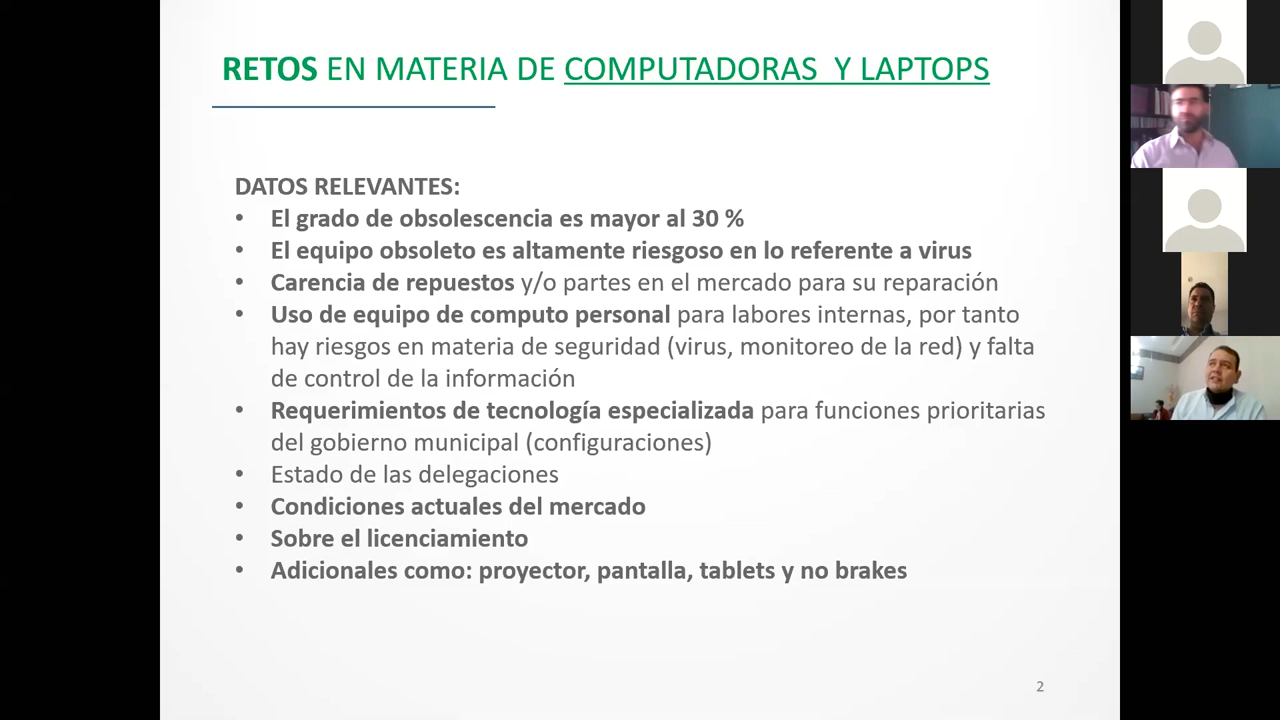 RETOS EN MATERIA DE COMPUTADORAS Y LAPTOPS
DATOS RELEVANTES:
• El grado de obsolescencia es mayor al 30 %
• El equipo obsoleto es altamente riesgoso en lo referente a virus
• Carencia de repuestos y/o partes en el mercado para su reparación
• Uso de equipo de computo personal para labores internas, por tanto
hay riesgos en materia de seguridad (virus, monitoreo de la red) y falta
de control de la información
• Requerimientos de tecnología especializada para funciones prioritarias
del gobierno municipal (configuraciones)
• Estado de las delegaciones
• Condiciones actuales del mercado
• Sobre el licenciamiento
• Adicionales como: proyector, pantalla, tablets y no brakes
2